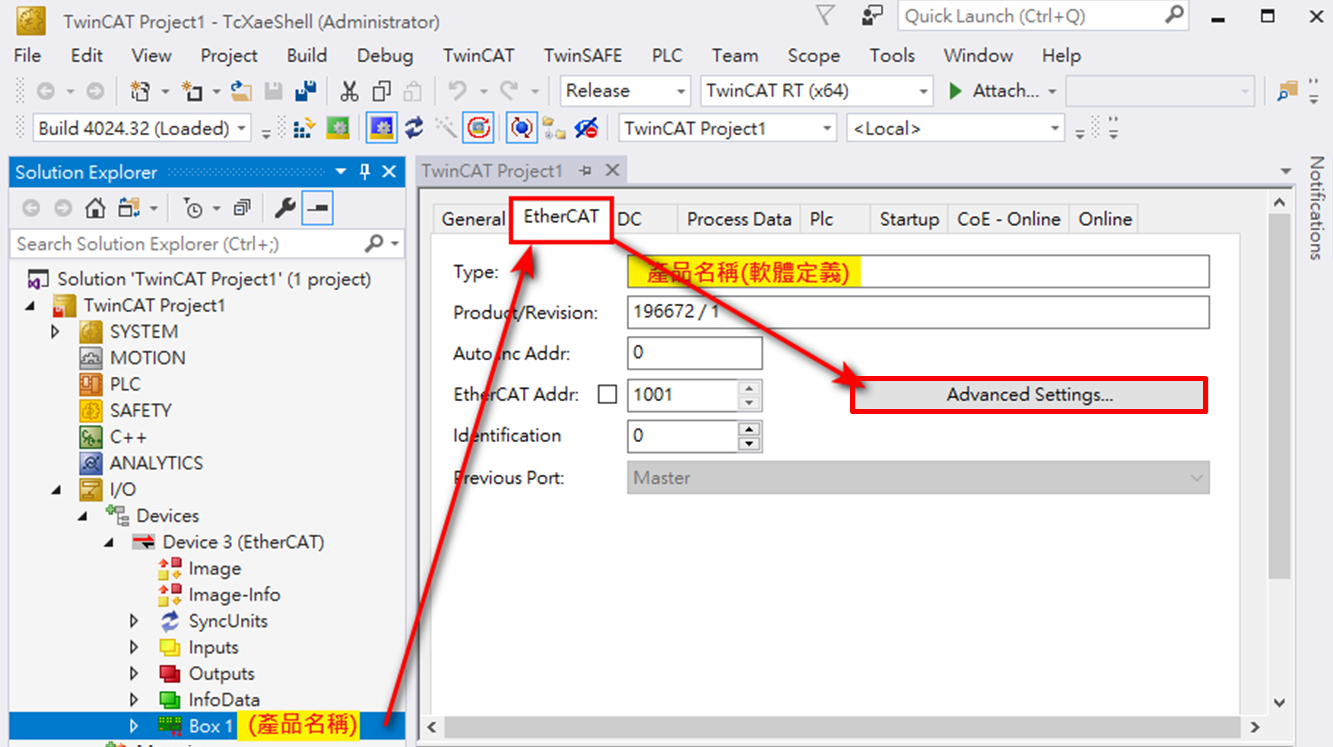 TwinCAT Project1 - TcXaeShell (Administrator)
Quick Launch (Ctrl+Q)
File Edit View Project Build Debug TwinCAT TwinSAFE PLC Team Scope Tools Window Help
Release TwinCAT RT (x64) Attach...
Build 4024.32 (Loaded) TwinCAT Project1 <Local>
Solution Explorer
Search Solution Explorer (Ctrl+;)
Solution 'TwinCAT Project1' (1 project)
TwinCAT Project1
SYSTEM
MOTION
PLC
SAFETY
C++
ANALYTICS
I/O
Devices
Device 3 (EtherCAT)
Image
Image-Info
SyncUnits
Inputs
Outputs
InfoData
Box 1 (產品名稱)
TwinCAT Project1
General EtherCAT DC Process Data Plc Startup CoE - Online Online
Type: 產品名稱(軟體定義)
Product/Revision: 196672 / 1
Auto Inc Addr: 0
EtherCAT Addr: 1001 Advanced Settings...
Identification 0
Previous Port: Master
Notifications